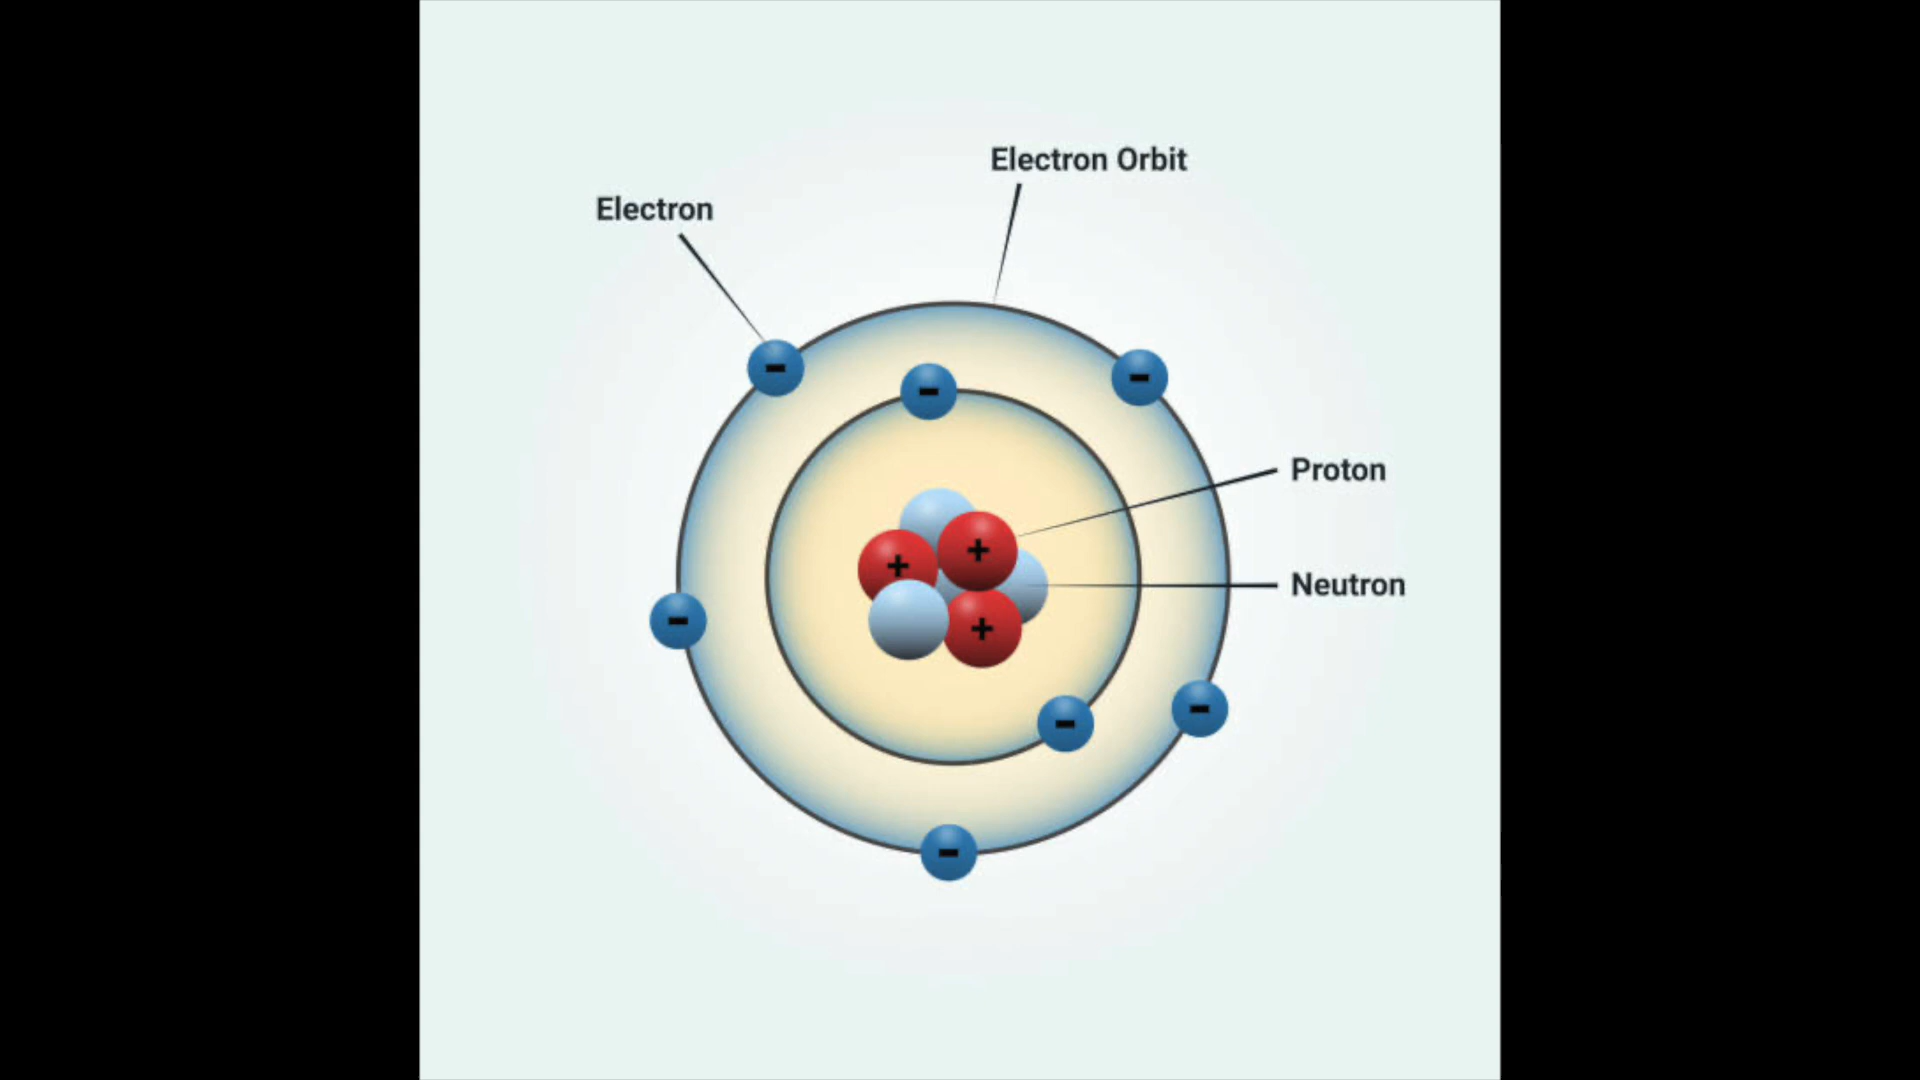 Electron Orbit
Electron
-
-
-
Proton
+
+
Neutron
-
+
-
-
-